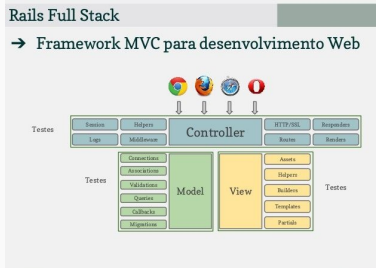 Rails Full Stack
→ Framework MVC para desenvolvimento Web
Testes
Session
Helpers
Controller
HTTP/SSL
Responders
Logs
Middleware
Routes
Renders
Testes
Connections
Associations
Validations
Queries
Callbacks
Migrations
Model
View
Assets
Helpers
Builders
Templates
Partials
Testes